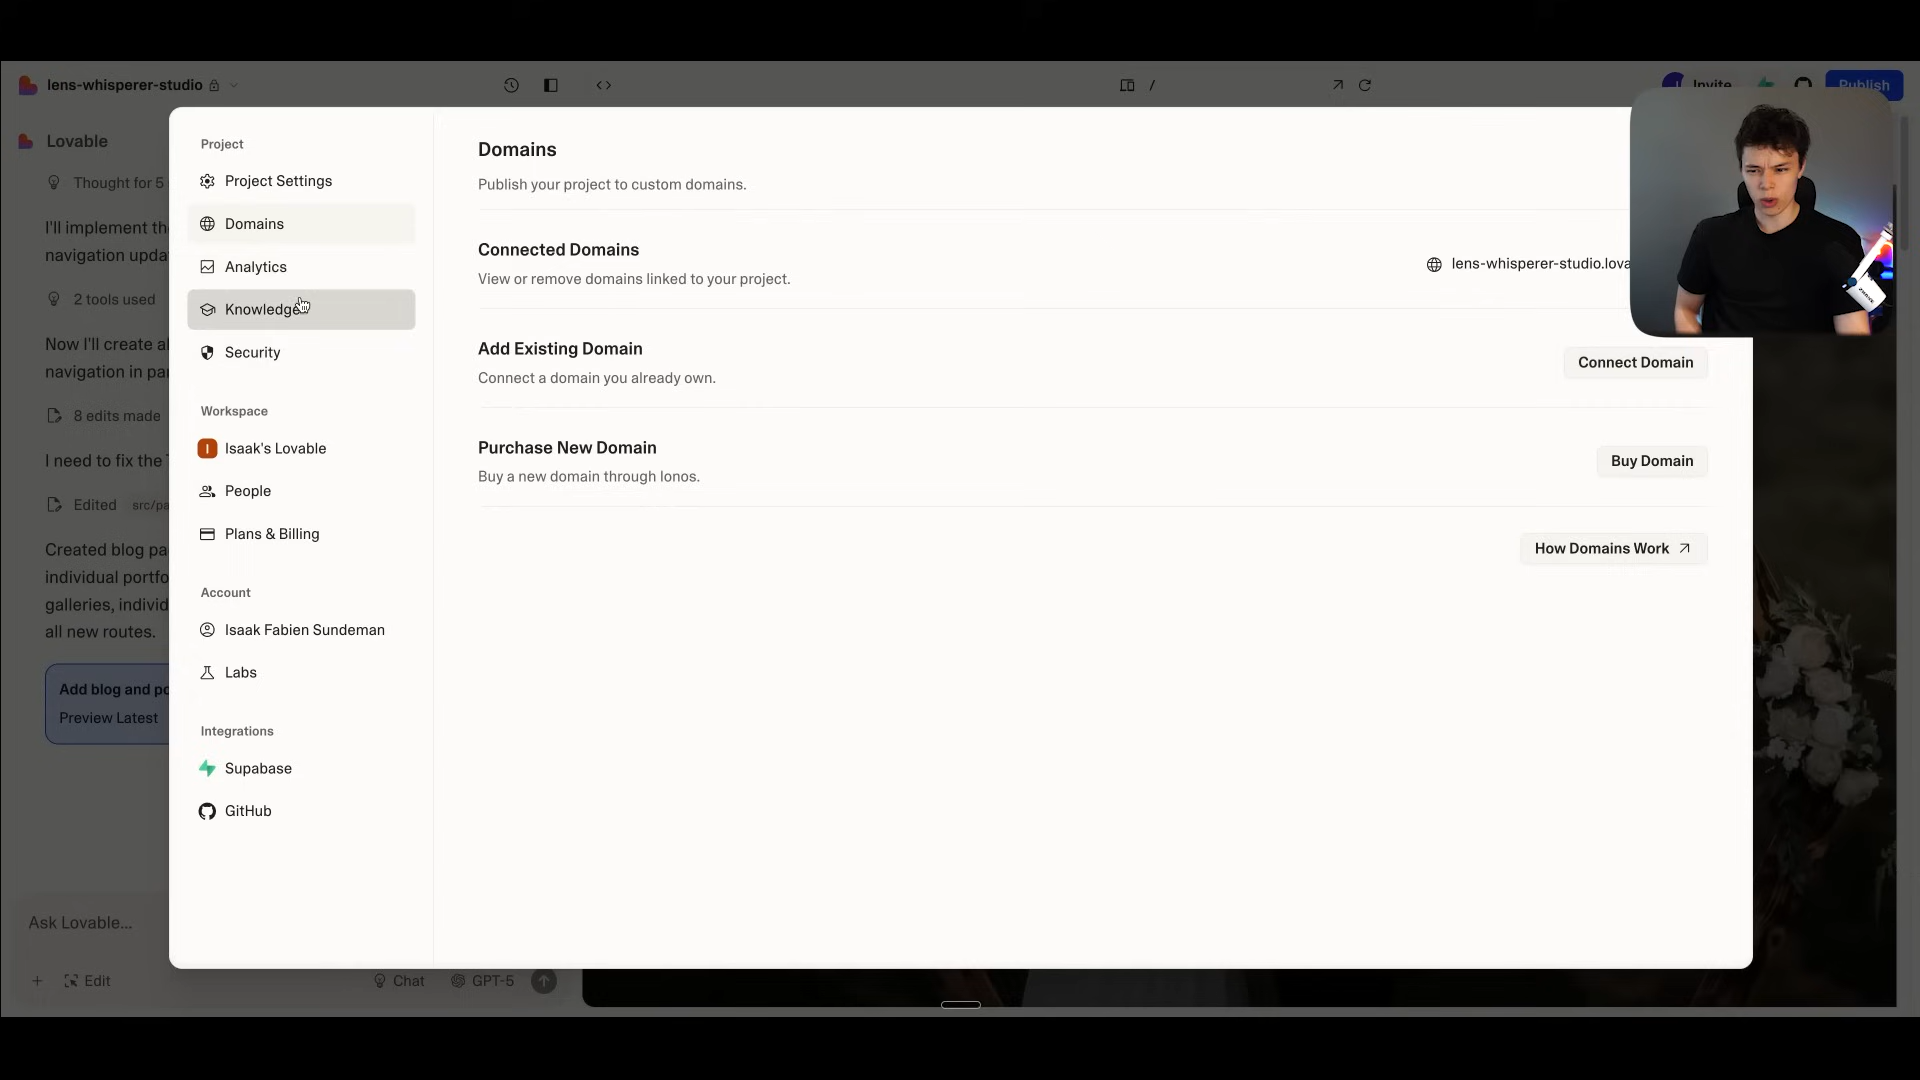 lens-whisperer-studio
/
Invite
Publish
Lovable
Thought for 5
I'll implement the
navigation upda
2 tools used
Now I'll create al
navigation in pa
8 edits made
I need to fix the
Edited src/pa
Created blog pa
individual portfo
galleries, individ
all new routes.
Add blog and po
Preview Latest
Ask Lovable...
Edit
Chat
GPT-5
Project
Project Settings
Domains
Analytics
Knowledge
Security
Workspace
I
Isaak's Lovable
People
Plans & Billing
Account
Isaak Fabien Sundeman
Labs
Integrations
Supabase
GitHub
Domains
Publish your project to custom domains.
Connected Domains
View or remove domains linked to your project.
lens-whisperer-studio.lova
Add Existing Domain
Connect a domain you already own.
Connect Domain
Purchase New Domain
Buy a new domain through Ionos.
Buy Domain
How Domains Work